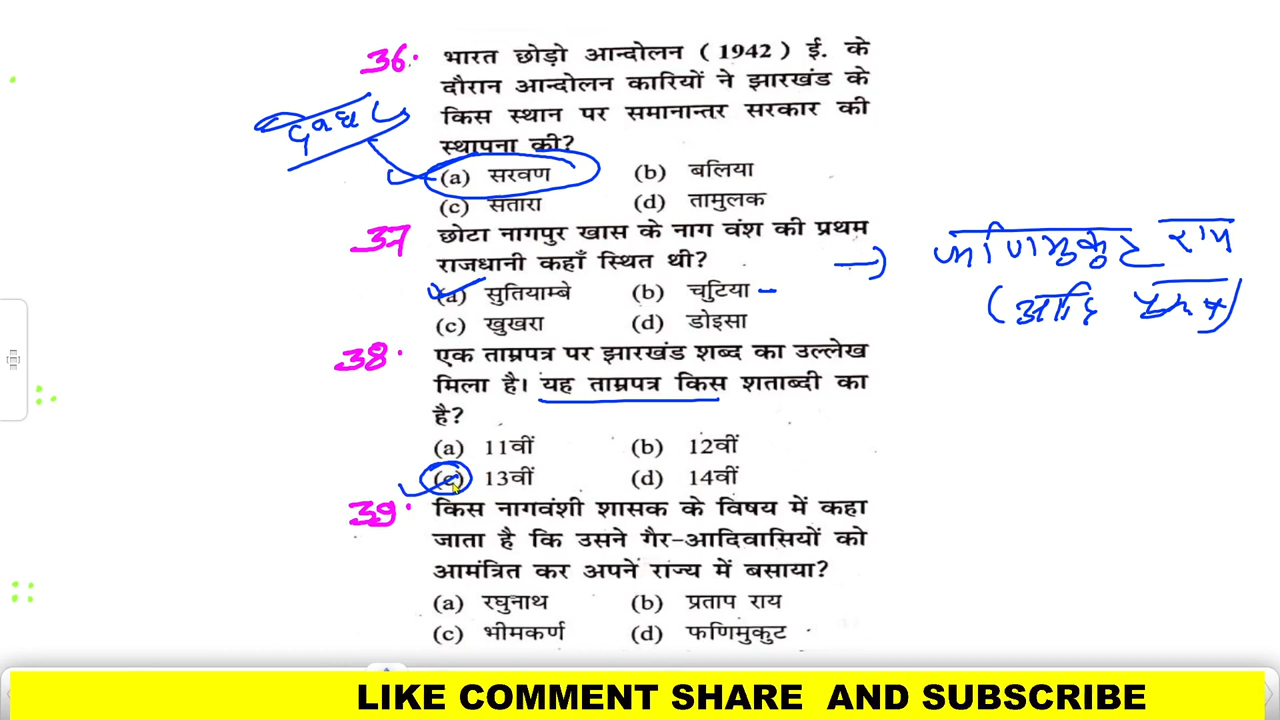 36. भारत छोड़ो आन्दोलन ( 1942 ) ई. के
दौरान आन्दोलन कारियों ने झारखंड के
किस स्थान पर समानान्तर सरकार की
स्थापना की?
(a) सरवण (b) बलिया
(c) सतारा (d) तामुलक
37 छोटा नागपुर खास के नाग वंश की प्रथम
राजधानी कहाँ स्थित थी?
(a) सुतियाम्बे (b) चुटिया
(c) खुखरा (d) डोइसा
38. एक ताम्रपत्र पर झारखंड शब्द का उल्लेख
मिला है। यह ताम्रपत्र किस शताब्दी का
है?
(a) 11वीं (b) 12वीं
(c) 13वीं (d) 14वीं
39. किस नागवंशी शासक के विषय में कहा
जाता है कि उसने गैर-आदिवासियों को
आमंत्रित कर अपने राज्य में बसाया?
(a) रघुनाथ (b) प्रताप राय
(c) भीमकर्ण (d) फणिमुकुट
राय
(आदि
LIKE COMMENT SHARE AND SUBSCRIBE